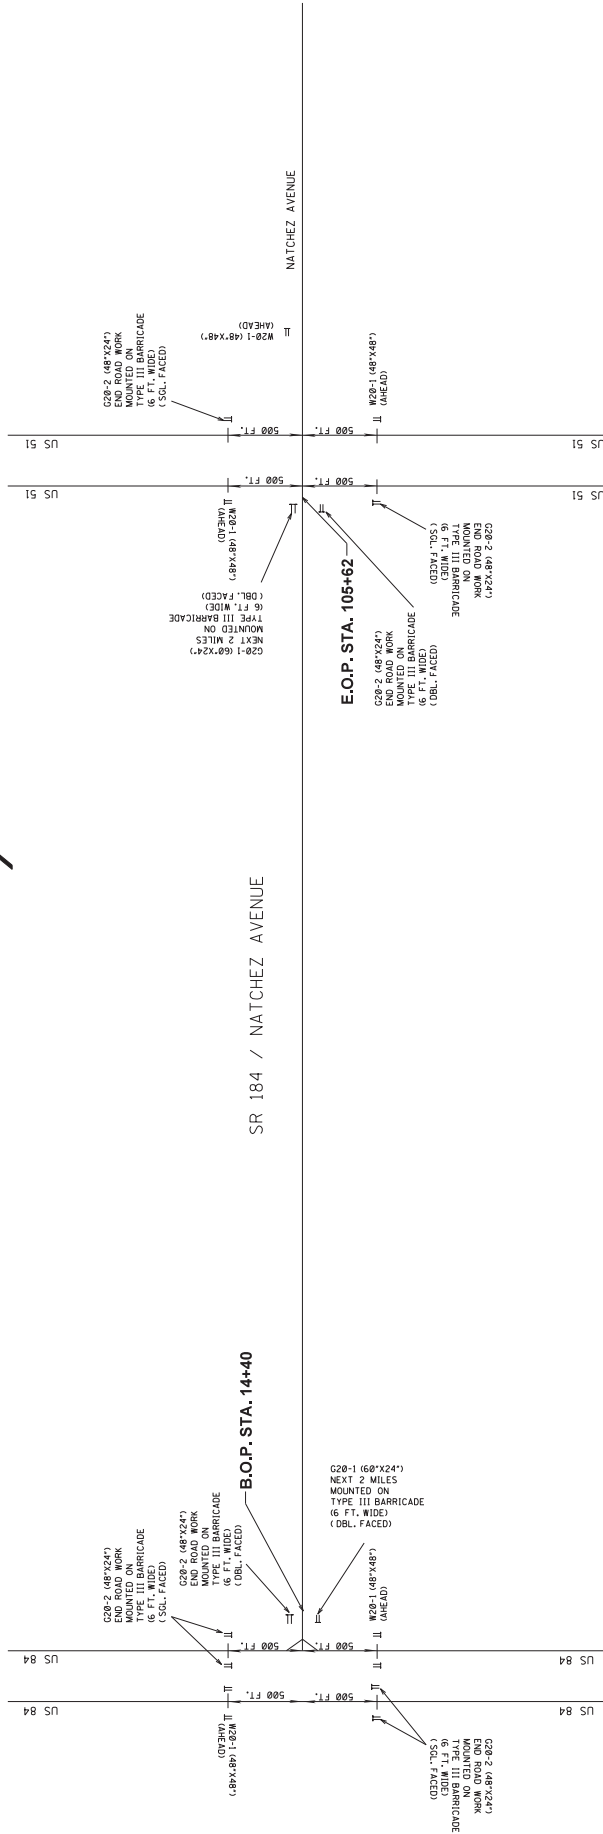 NATCHEZ AVENUE
W20-1 (48"X48")
(AHEAD)
G20-2 (48"X24")
END ROAD WORK
MOUNTED ON
TYPE III BARRICADE
(6 FT. WIDE)
(SGL. FACED)
W20-1 (48"X48")
(AHEAD)
US 51
500 FT.
500 FT.
US 51
US 51
500 FT.
500 FT.
US 51
W20-1 (48"X48")
(AHEAD)
G20-1 (60"X24")
NEXT 2 MILES
MOUNTED ON
TYPE III BARRICADE
(6 FT. WIDE)
(DBL. FACED)
E.O.P. STA. 105+62
G20-2 (48"X24")
END ROAD WORK
MOUNTED ON
TYPE III BARRICADE
(6 FT. WIDE)
(DBL. FACED)
G20-2 (48"X24")
END ROAD WORK
MOUNTED ON
TYPE III BARRICADE
(6 FT. WIDE)
(SGL. FACED)
SR 184 / NATCHEZ AVENUE
B.O.P. STA. 14+40
G20-2 (48"X24")
END ROAD WORK
MOUNTED ON
TYPE III BARRICADE
(6 FT. WIDE)
(SGL. FACED)
G20-2 (48"X24")
END ROAD WORK
MOUNTED ON
TYPE III BARRICADE
(6 FT. WIDE)
(DBL. FACED)
G20-1 (60"X24")
NEXT 2 MILES
MOUNTED ON
TYPE III BARRICADE
(6 FT. WIDE)
(DBL. FACED)
W20-1 (48"X48")
(AHEAD)
US 84
500 FT.
500 FT.
US 84
US 84
500 FT.
500 FT.
US 84
W20-1 (48"X48")
(AHEAD)
G20-2 (48"X24")
END ROAD WORK
MOUNTED ON
TYPE III BARRICADE
(6 FT. WIDE)
(SGL. FACED)